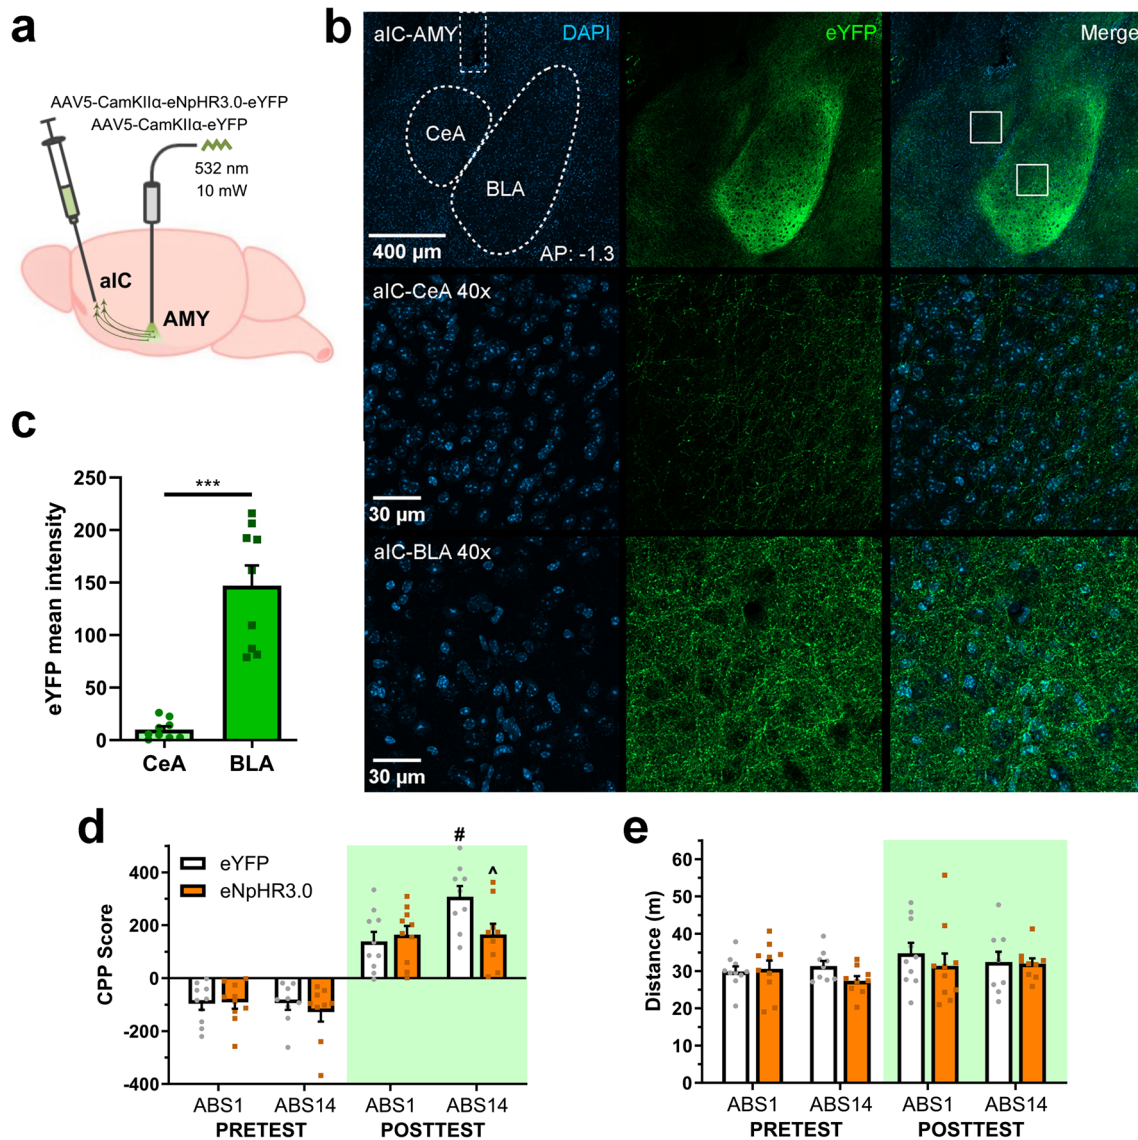 a
AAV5-CamKIIα-eNpHR3.0-eYFP
AAV5-CamKIIα-eYFP
532 nm
10 mW
aIC
AMY
b
aIC-AMY
DAPI
eYFP
Merge
CeA
BLA
400 µm
AP: -1.3
aIC-CeA 40x
30 µm
aIC-BLA 40x
30 µm
c
eYFP mean intensity
250
200
150
100
50
0
***
CeA
BLA
d
CPP Score
400
200
0
-200
-400
eYFP
eNpHR3.0
#
^
ABS1
ABS14
ABS1
ABS14
PRETEST
POSTTEST
e
Distance (m)
60
50
40
30
20
10
0
ABS1
ABS14
ABS1
ABS14
PRETEST
POSTTEST